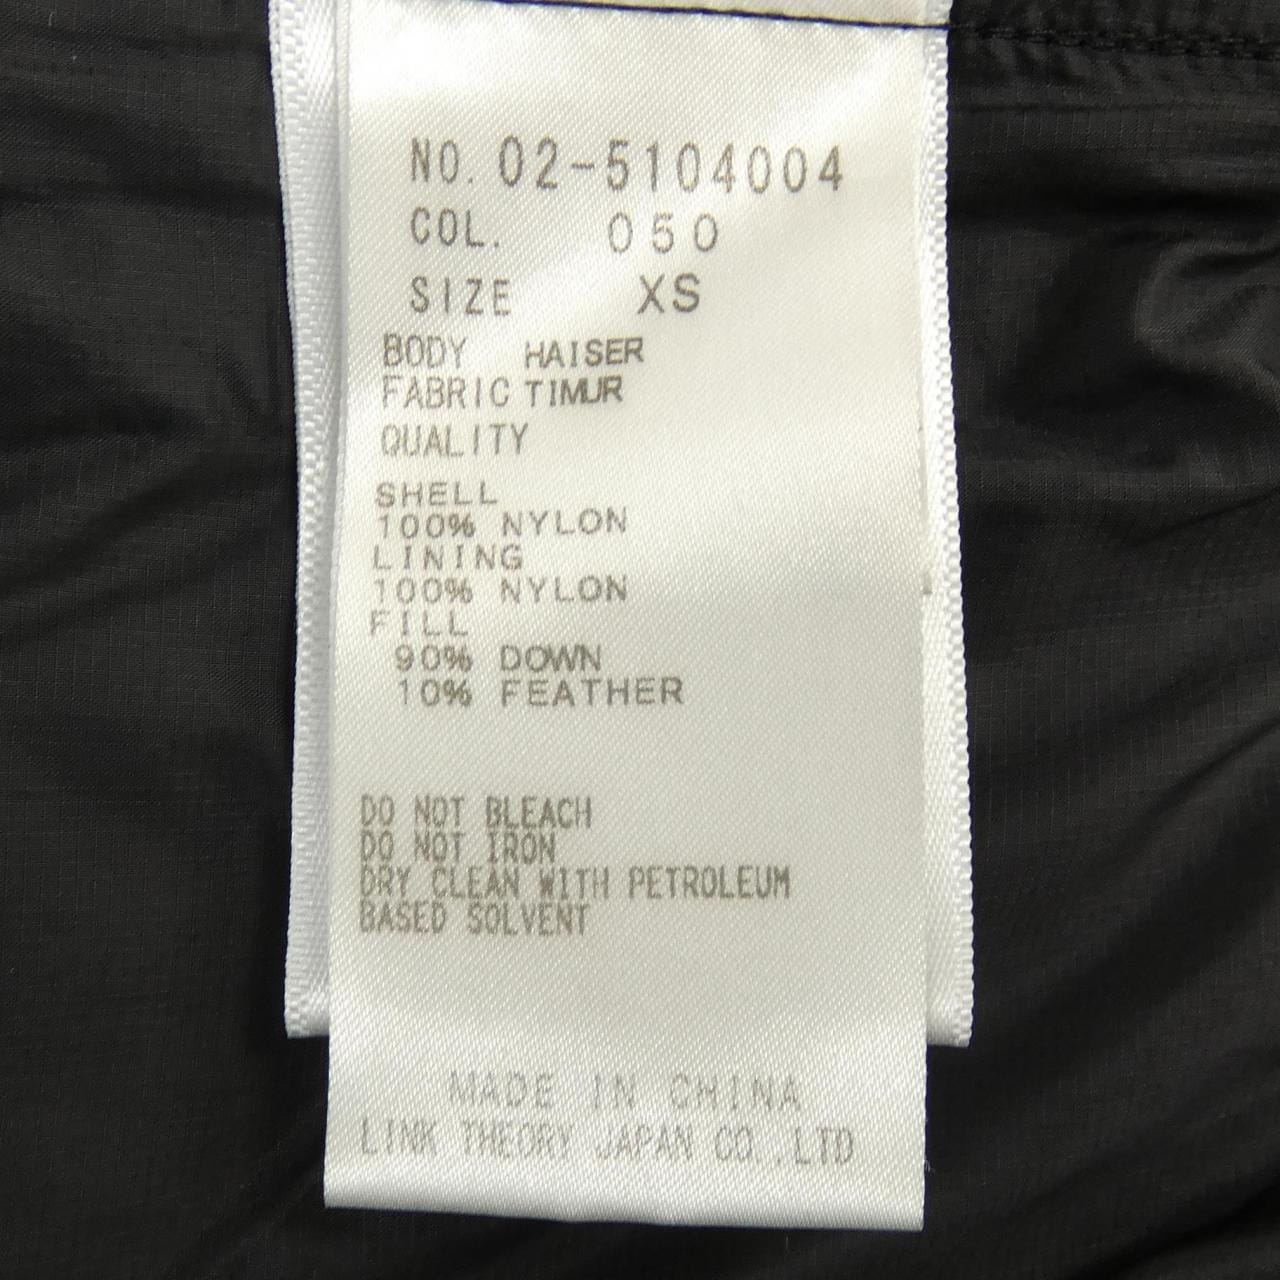 NO. 02-5104004
COL. 050
SIZE XS
BODY HAISER
FABRIC TIMUR
QUALITY
SHELL
100% NYLON
LINING
100% NYLON
FILL
90% DOWN
10% FEATHER
DO NOT BLEACH
DO NOT IRON
DRY CLEAN WITH PETROLEUM
BASED SOLVENT
MADE IN CHINA
LINK THEORY JAPAN CO.,LTD